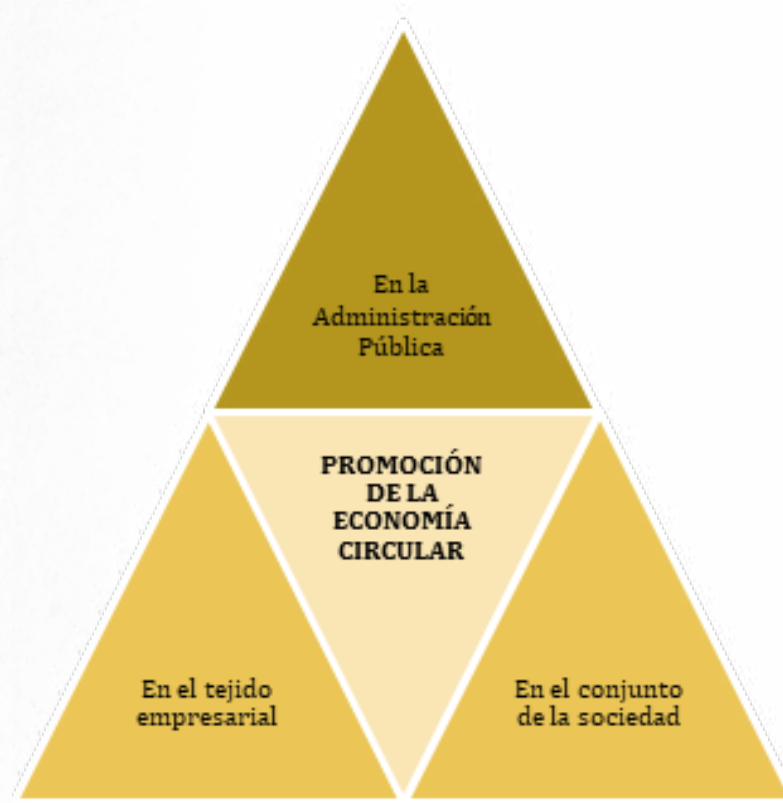 En la
Administración
Pública
PROMOCIÓN
DE LA
ECONOMÍA
CIRCULAR
En el tejido
empresarial
En el conjunto
de la sociedad